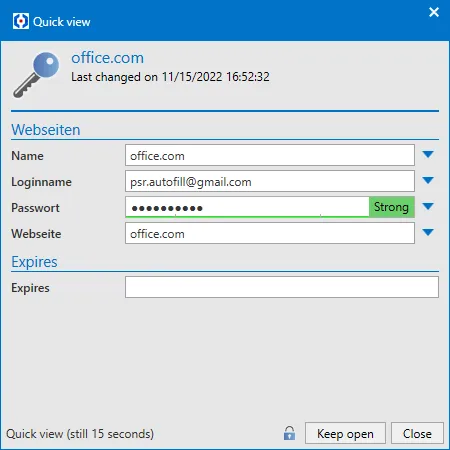 Quick view
office.com
Last changed on 11/15/2022 16:52:32
Webseiten
Name office.com
Loginname psr.autofill@gmail.com
Passwort ●●●●●●●●●● Strong
Webseite office.com
Expires
Expires
Quick view (still 15 seconds) Keep open Close